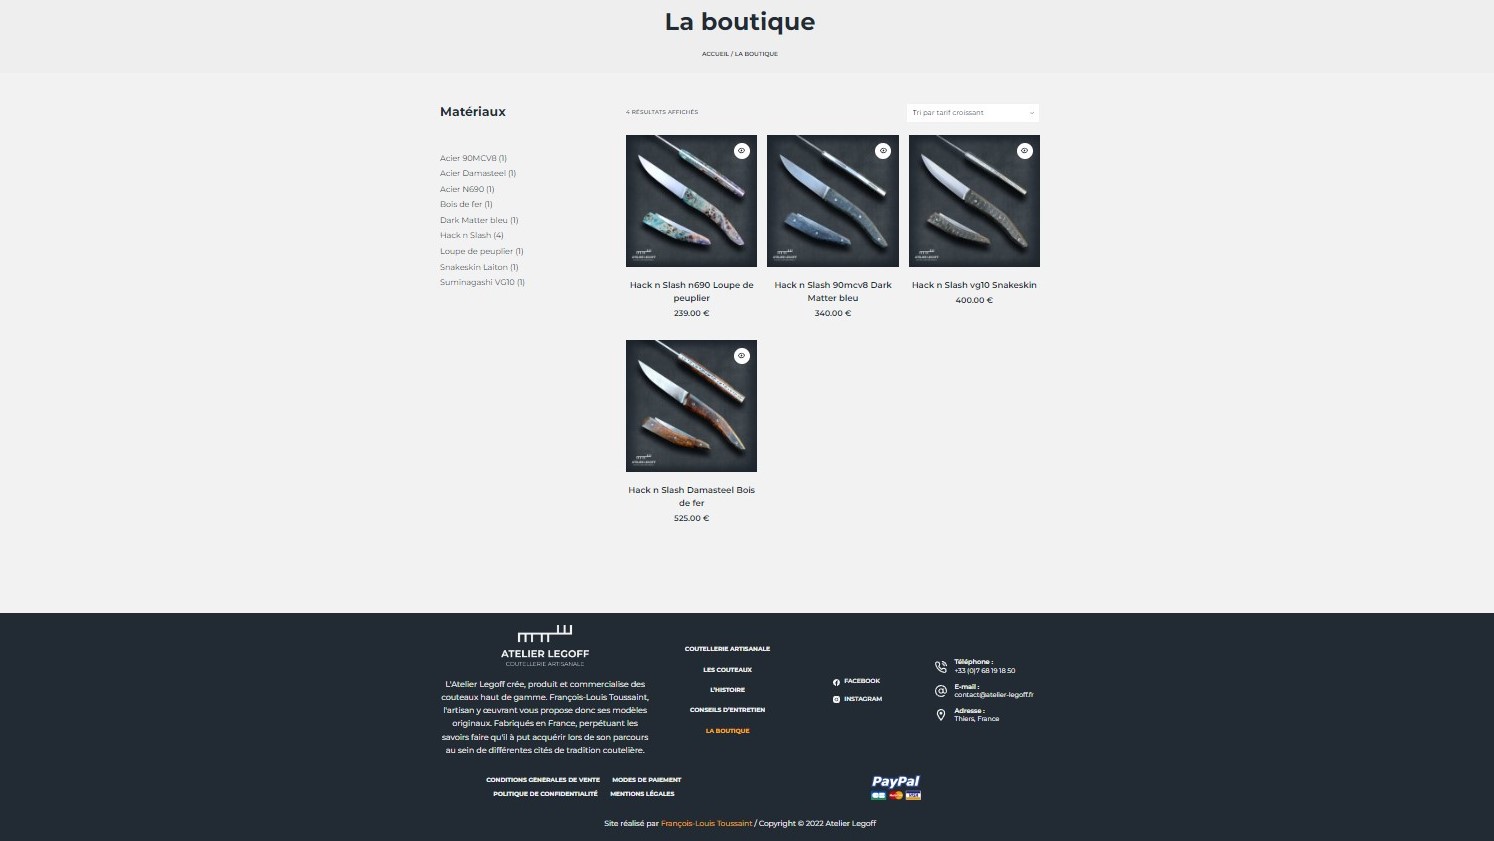 La boutique
ACCUEIL / LA BOUTIQUE
Matériaux
4 RÉSULTATS AFFICHÉS
Tri par tarif croissant
Acier 90MCV8 (1)
Acier Damasteel (1)
Acier N690 (1)
Bois de fer (1)
Dark Matter bleu (1)
Hack n Slash (4)
Loupe de peuplier (1)
Snakeskin Laiton (1)
Suminagashi VG10 (1)
Hack n Slash n690 Loupe de
peuplier
239.00 €
Hack n Slash 90mcv8 Dark
Matter bleu
340.00 €
Hack n Slash vg10 Snakeskin
400.00 €
Hack n Slash Damasteel Bois
de fer
525.00 €
ATELIER LEGOFF
COUTELLERIE ARTISANALE
L'Atelier Legoff crée, produit et commercialise des
couteaux haut de gamme. François-Louis Toussaint,
l'artisan y œuvrant vous propose donc ses modèles
originaux. Fabriqués en France, perpétuant les
savoirs faire qu'il à put acquérir lors de son parcours
au sein de différentes cités de tradition coutelière.
COUTELLERIE ARTISANALE
LES COUTEAUX
L'HISTOIRE
CONSEILS D'ENTRETIEN
LA BOUTIQUE
FACEBOOK
INSTAGRAM
Téléphone :
+33 (0)7 68 19 18 50
E-mail :
contact@atelier-legoff.fr
Adresse :
Thiers, France
CONDITIONS GÉNÉRALES DE VENTE MODES DE PAIEMENT
POLITIQUE DE CONFIDENTIALITÉ MENTIONS LÉGALES
PayPal
Site réalisé par François-Louis Toussaint / Copyright © 2022 Atelier Legoff